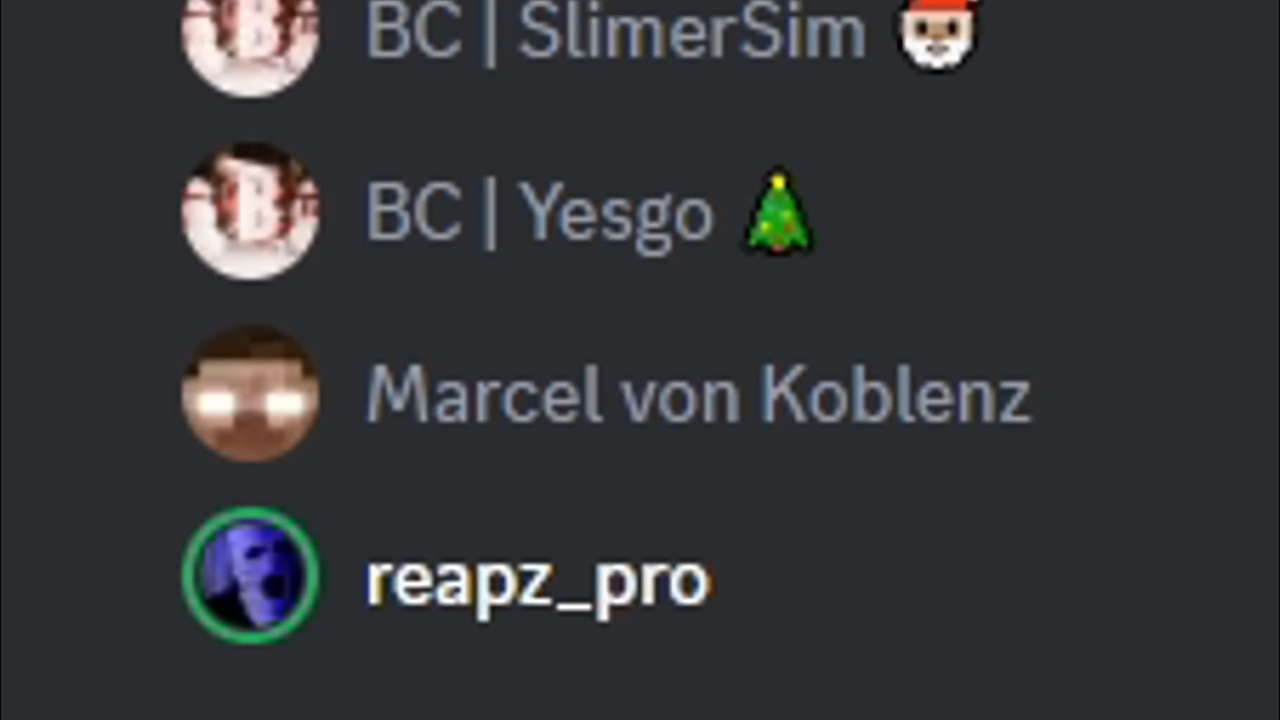 BC | SlimerSim 🎅
BC | Yesgo 🎄
Marcel von Koblenz
reapz_pro